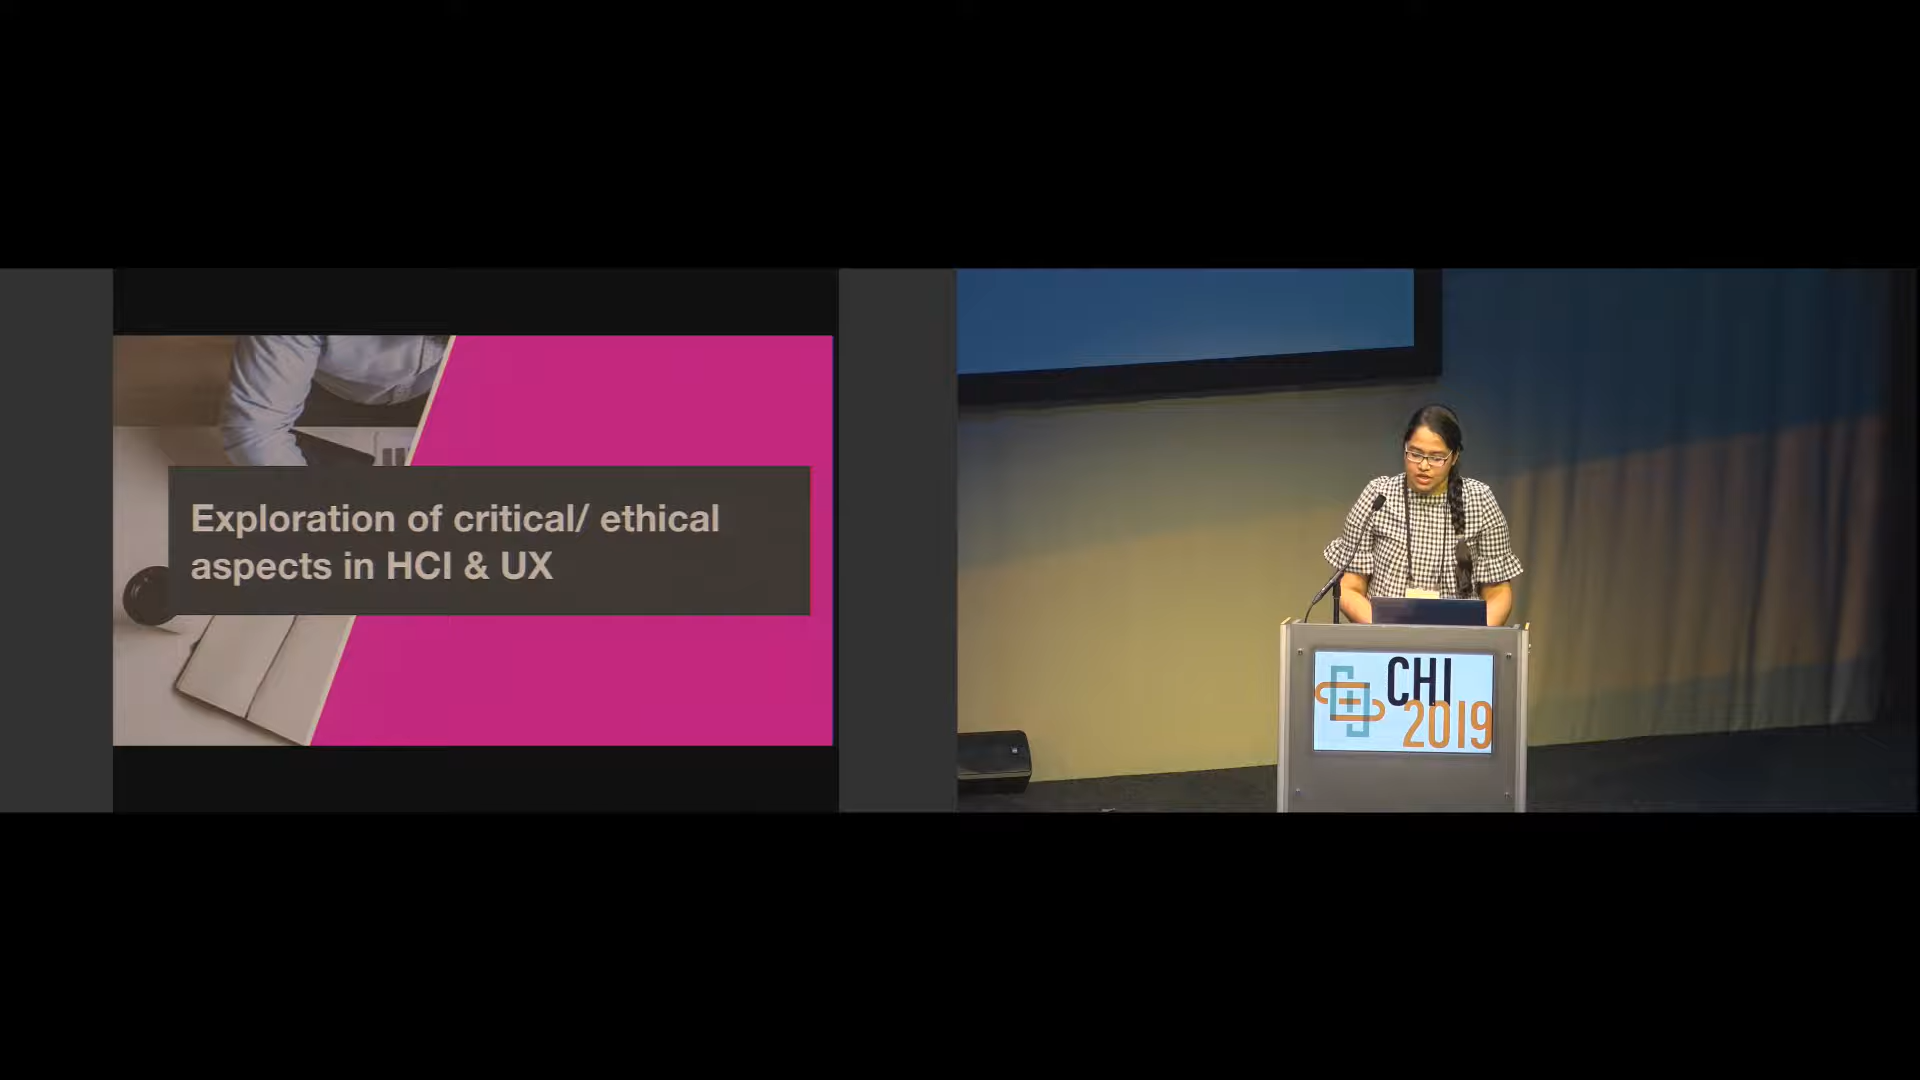 Exploration of critical/ ethical
aspects in HCI & UX
CHI
2019